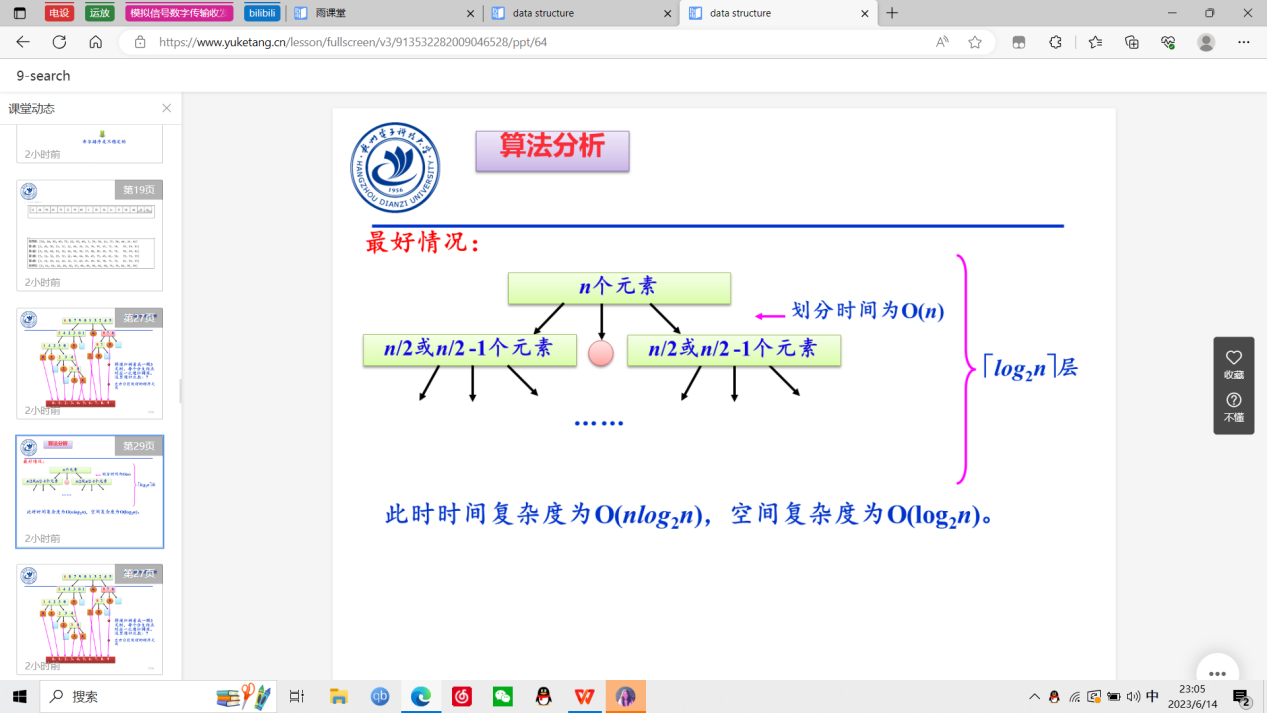 电设 运放 模拟信号数字传输收发 bilibili 雨课堂 data structure data structure
https://www.yuketang.cn/lesson/fullscreen/v3/913532282009046528/ppt/64
9-search
课堂动态
2小时前
第19页
2小时前
第27页
2小时前
第29页
2小时前
第27页
2小时前
HANGZHOU DIANZI UNIVERSITY
1956
算法分析
最好情况：
n个元素
划分时间为O(n)
n/2或n/2 -1个元素 n/2或n/2 -1个元素
⌈log₂n⌉层
……
此时时间复杂度为O(nlog₂n)，空间复杂度为O(log₂n)。
收藏
不懂
搜索
中
23:05
2023/6/14
2